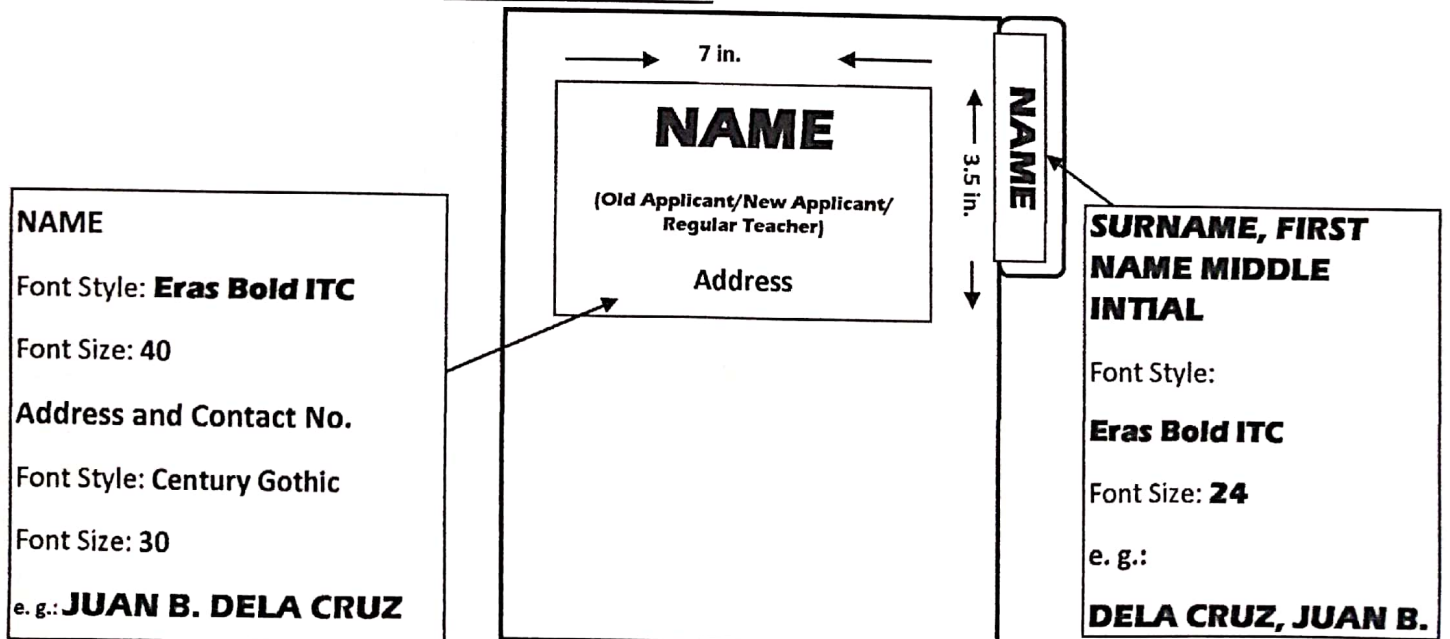 7 in.
NAME
(Old Applicant/New Applicant/
Regular Teacher)
Address
3.5 in.
NAME
NAME
Font Style: Eras Bold ITC
Font Size: 40
Address and Contact No.
Font Style: Century Gothic
Font Size: 30
e. g.: JUAN B. DELA CRUZ
SURNAME, FIRST
NAME MIDDLE
INTIAL
Font Style:
Eras Bold ITC
Font Size: 24
e. g.:
DELA CRUZ, JUAN B.